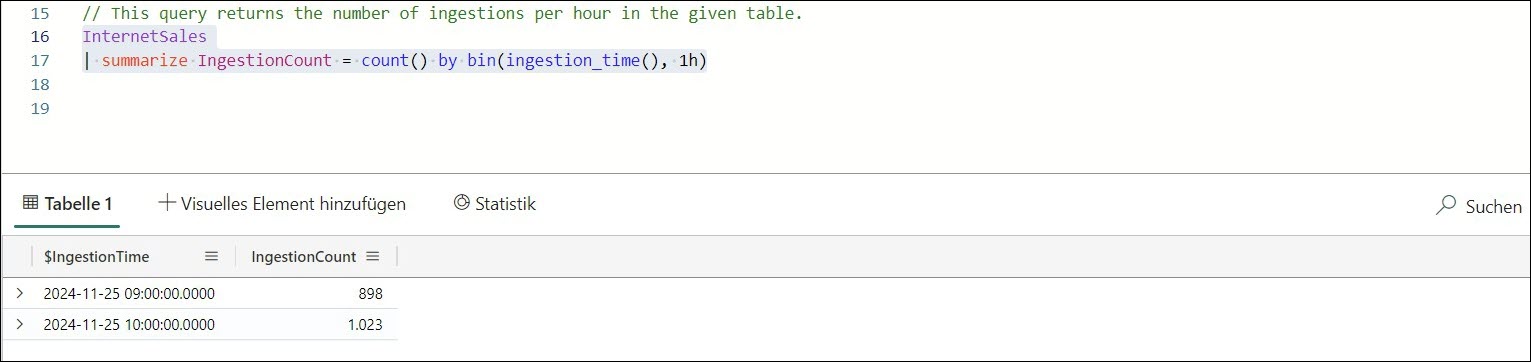 15 // This query returns the number of ingestions per hour in the given table.
16 InternetSales
17 | summarize IngestionCount = count() by bin(ingestion_time(), 1h)
18
19
Tabelle 1 Visuelles Element hinzufügen Statistik Suchen
$IngestionTime IngestionCount
2024-11-25 09:00:00.0000 898
2024-11-25 10:00:00.0000 1.023